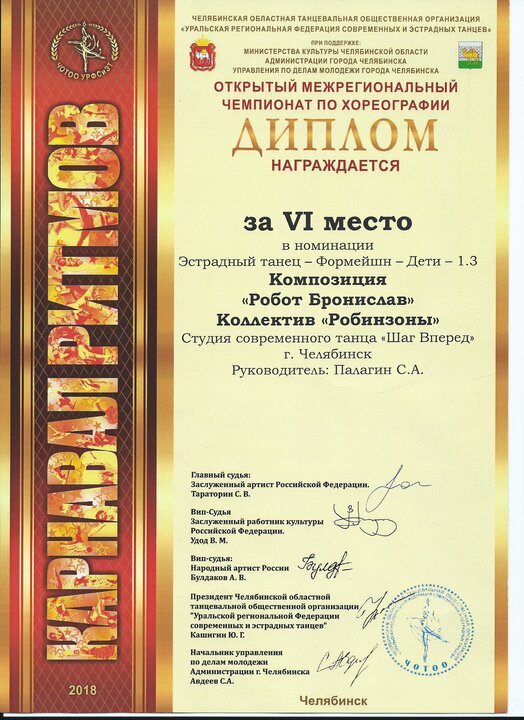 ЧЕЛЯБИНСКАЯ ОБЛАСТНАЯ ТАНЦЕВАЛЬНАЯ ОБЩЕСТВЕННАЯ ОРГАНИЗАЦИЯ
"УРАЛЬСКАЯ РЕГИОНАЛЬНАЯ ФЕДЕРАЦИЯ СОВРЕМЕННЫХ И ЭСТРАДНЫХ ТАНЦЕВ"
ПРИ ПОДДЕРЖКЕ:
МИНИСТЕРСТВА КУЛЬТУРЫ ЧЕЛЯБИНСКОЙ ОБЛАСТИ
АДМИНИСТРАЦИИ ГОРОДА ЧЕЛЯБИНСКА
УПРАВЛЕНИЯ ПО ДЕЛАМ МОЛОДЕЖИ ГОРОДА ЧЕЛЯБИНСКА
ОТКРЫТЫЙ МЕЖРЕГИОНАЛЬНЫЙ
ЧЕМПИОНАТ ПО ХОРЕОГРАФИИ
ДИПЛОМ
НАГРАЖДАЕТСЯ
за VI место
в номинации
Эстрадный танец – Формейшн – Дети – 1.3
Композиция
«Робот Бронислав»
Коллектив «Робинзоны»
Студия современного танца «Шаг Вперед»
г. Челябинск
Руководитель: Палагин С.А.
Главный судья:
Заслуженный артист Российской Федерации.
Тараторин С. В.
Вип-Судья
Заслуженный работник культуры
Российской Федерации.
Удод В. М.
Вип-судья:
Народный артист России
Булдаков А. В.
Президент Челябинской областной
танцевальной общественной организации
"Уральской региональной Федерации
современных и эстрадных танцев"
Кашигин Ю. Г.
Начальник управления
по делам молодежи
Администрации г. Челябинска
Авдеев С.А.
Челябинск
ЧОТОО УРФСИЭТ
КАРНАВАЛ РИТМОВ
2018
ЧОТОО